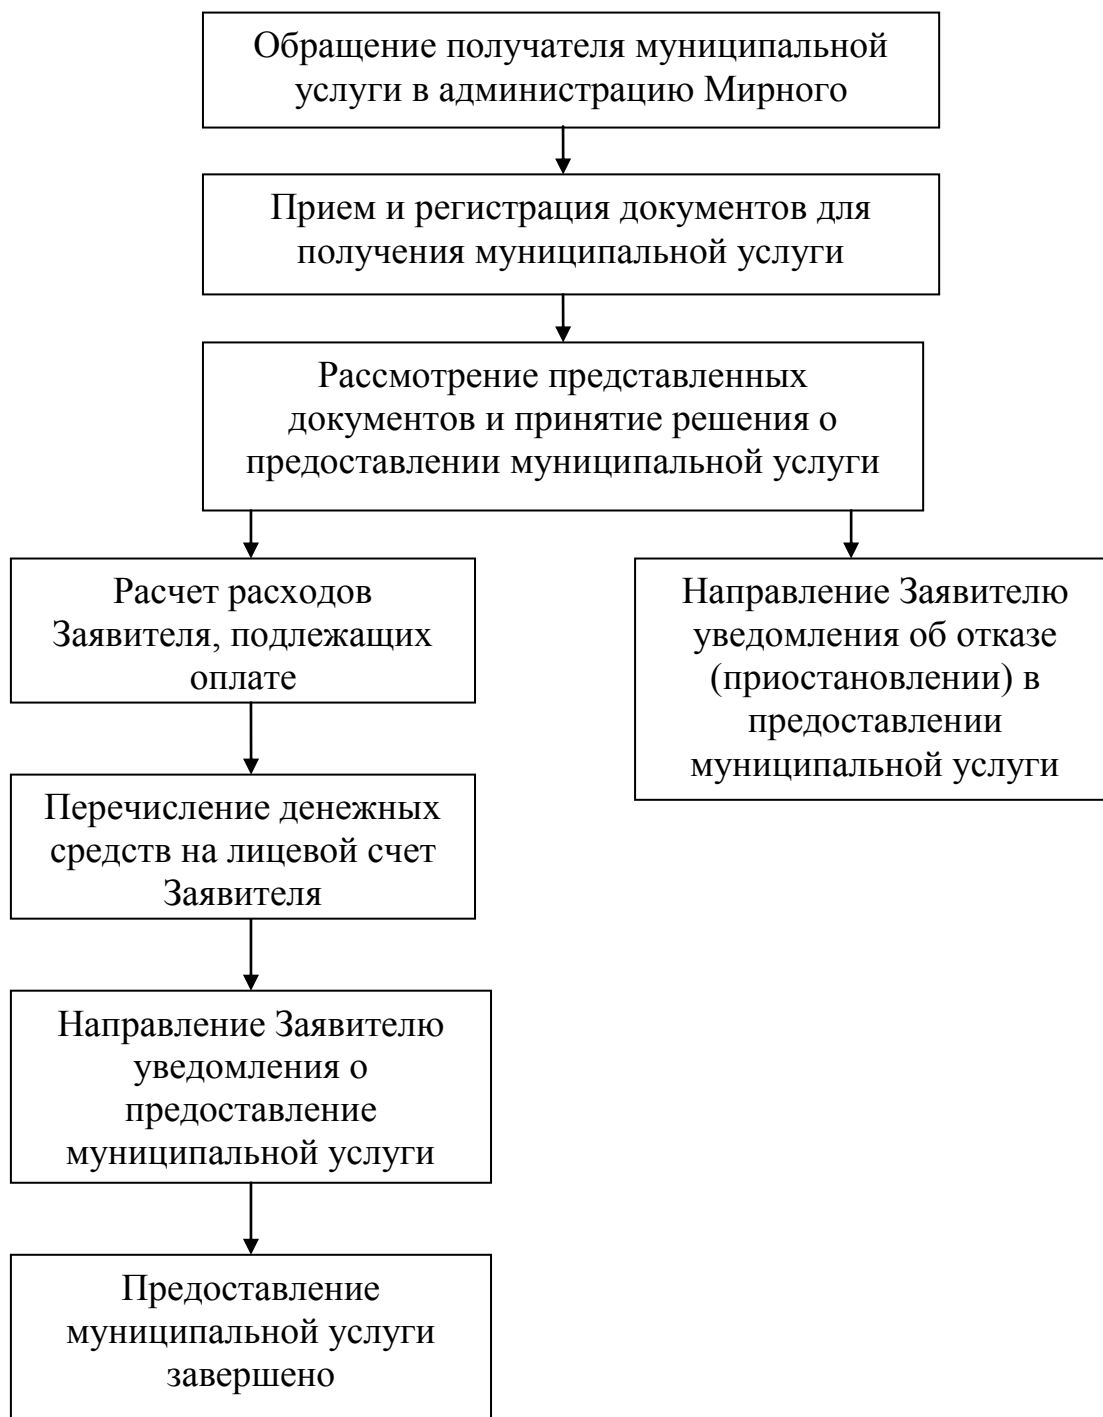 Обращение получателя муниципальной
услуги в администрацию Мирного
Прием и регистрация документов для
получения муниципальной услуги
Рассмотрение представленных
документов и принятие решения о
предоставлении муниципальной услуги
Расчет расходов
Заявителя, подлежащих
оплате
Направление Заявителю
уведомления об отказе
(приостановлении) в
предоставлении
муниципальной услуги
Перечисление денежных
средств на лицевой счет
Заявителя
Направление Заявителю
уведомления о
предоставление
муниципальной услуги
Предоставление
муниципальной услуги
завершено